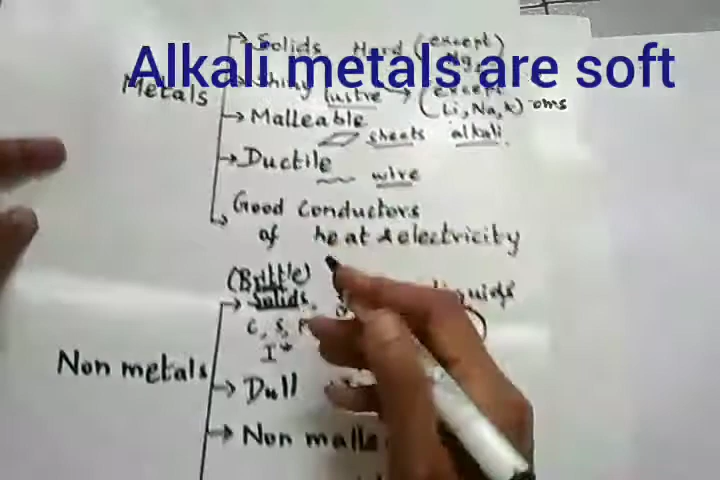 Alkali metals are soft
Solids Hard (except)
Metals
Shiny lustre → (except
(Li, Na, K) oms
Malleable
sheets alkali.
Ductile
wire
Good conductors
of heat & electricity
(Brittle)
Solids.
C, S, P
I*
Non metals
Dull
Non malle